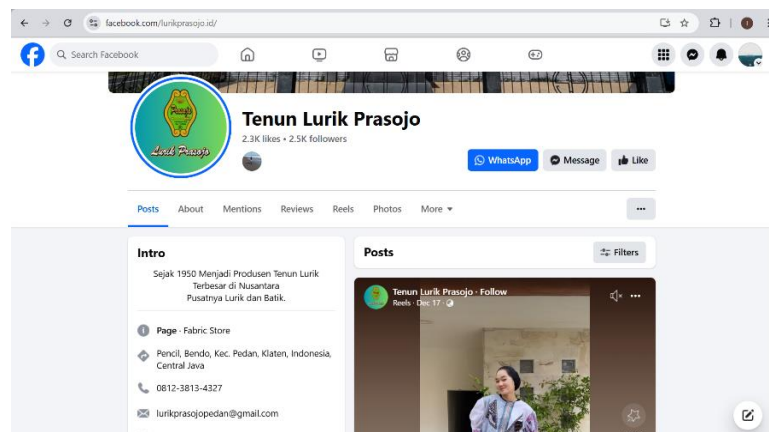 facebook.com/lurikprasojo.id/
Search Facebook
Prasojo
Lurik Prasojo
Tenun Lurik Prasojo
2.3K likes • 2.5K followers
WhatsApp
Message
Like
Posts
About
Mentions
Reviews
Reels
Photos
More
Intro
Sejak 1950 Menjadi Produsen Tenun Lurik
Terbesar di Nusantara
Pusatnya Lurik dan Batik.
Page · Fabric Store
Pencil, Bendo, Kec. Pedan, Klaten, Indonesia,
Central Java
0812-3813-4327
lurikprasojopedan@gmail.com
Posts
Filters
Tenun Lurik Prasojo · Follow
Reels · Dec 17 ·